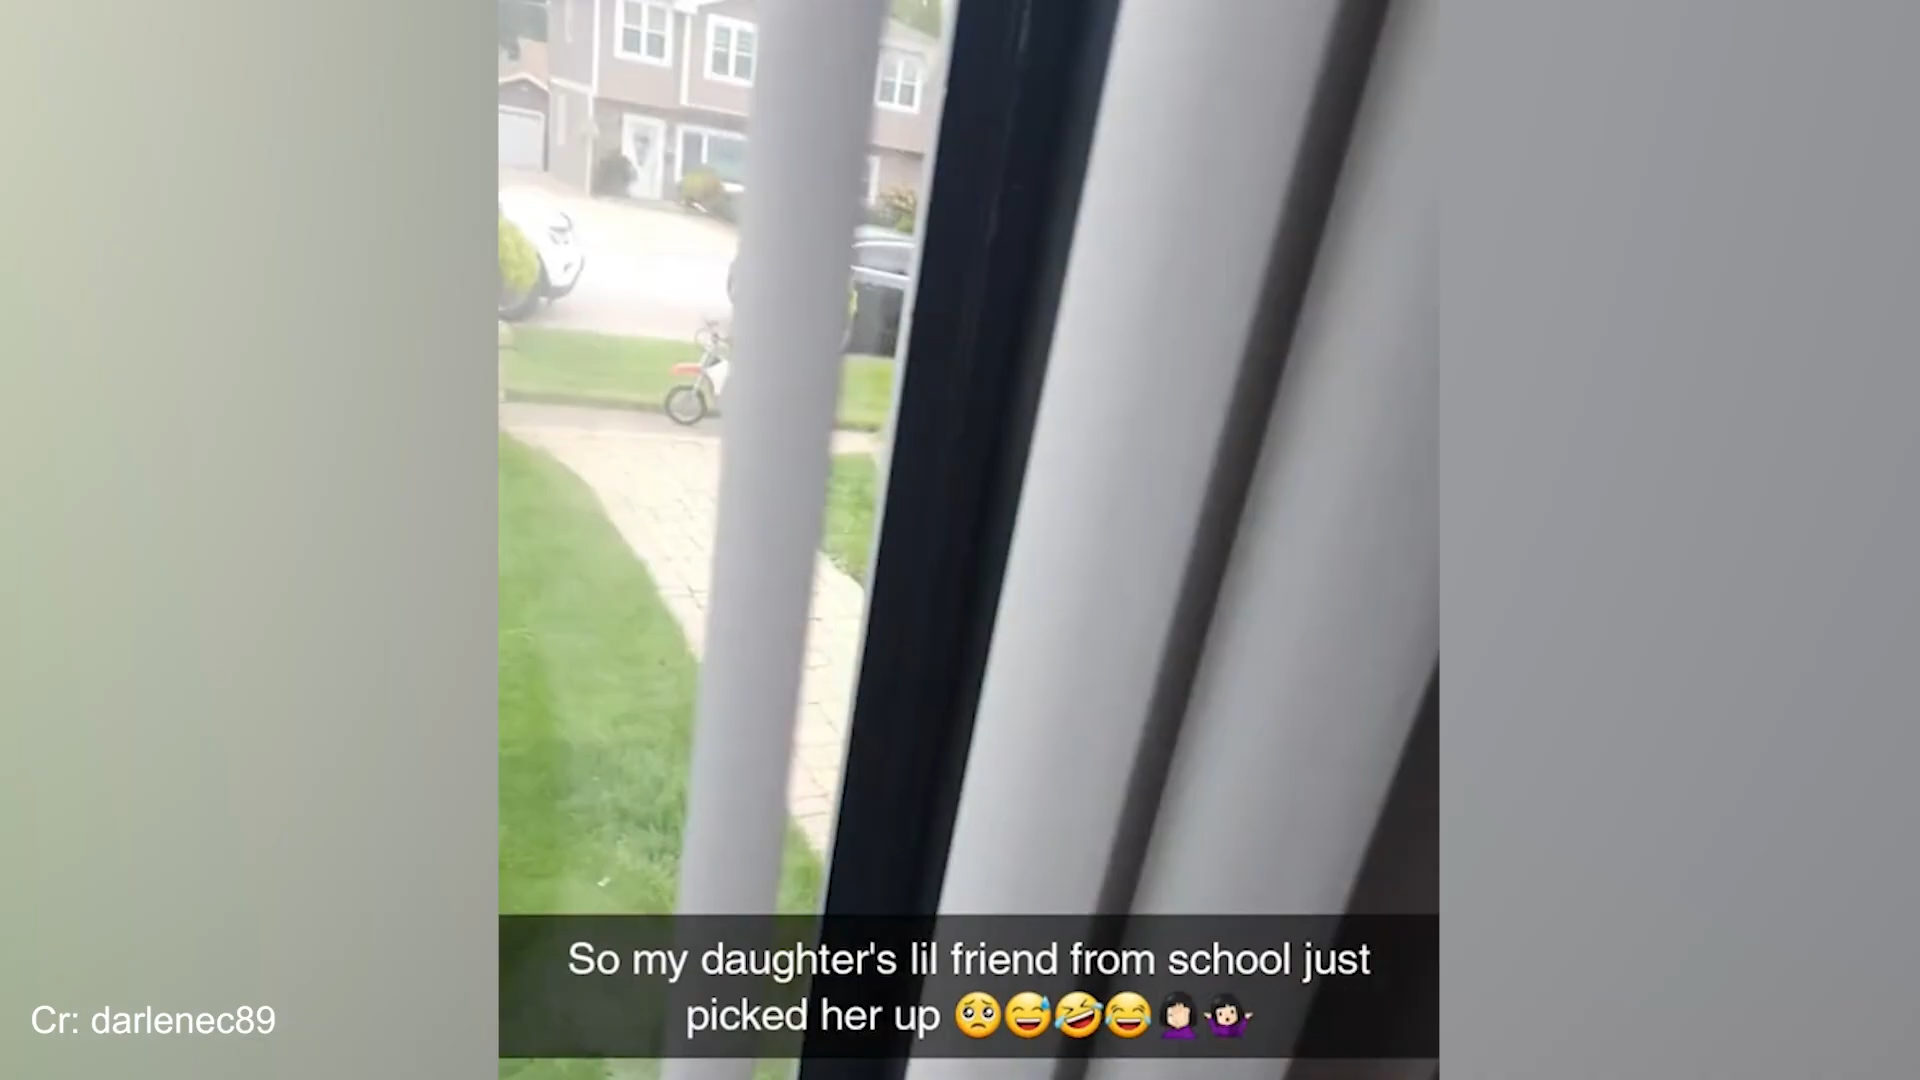 So my daughter's lil friend from school just
picked her up 🥺😅🤣😂🤦🏻‍♀️🤷🏻‍♀️
Cr: darlenec89